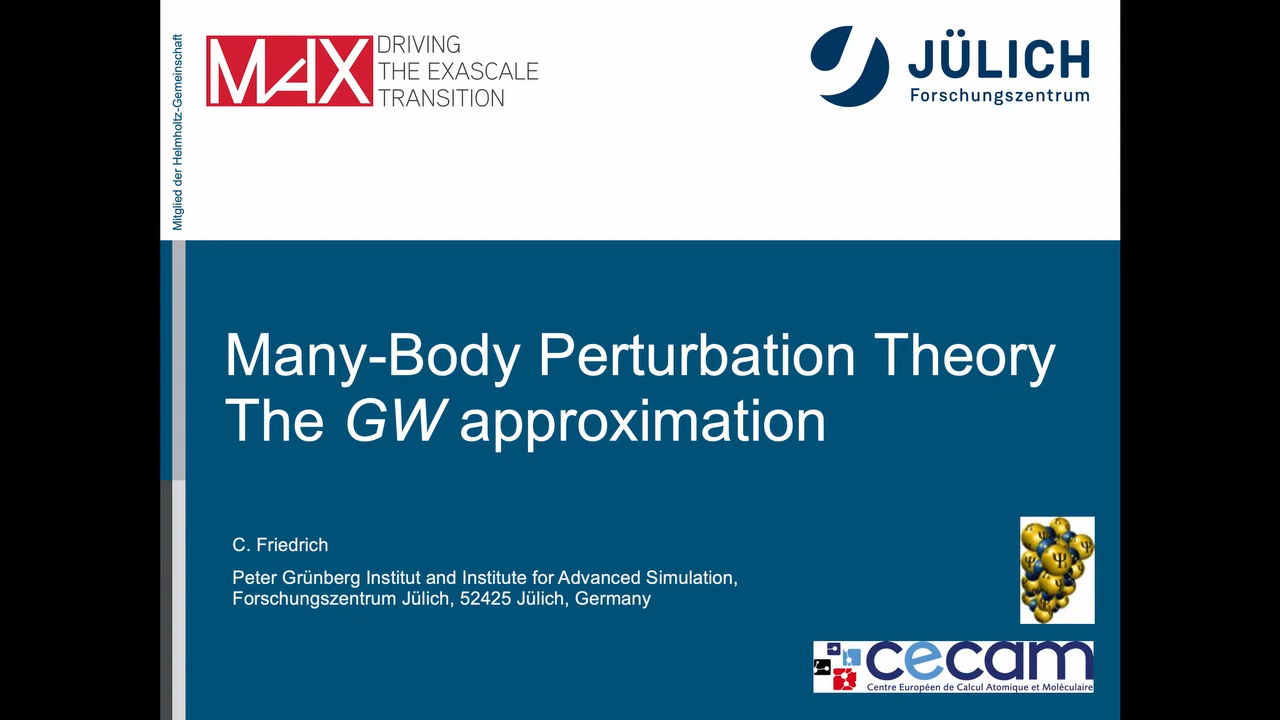 Mitglied der Helmholtz-Gemeinschaft
MAX
DRIVING
THE EXASCALE
TRANSITION
JÜLICH
Forschungszentrum
Many-Body Perturbation Theory
The GW approximation
C. Friedrich
Peter Grünberg Institut and Institute for Advanced Simulation,
Forschungszentrum Jülich, 52425 Jülich, Germany
Ψ
cecam
Centre Européen de Calcul Atomique et Moléculaire